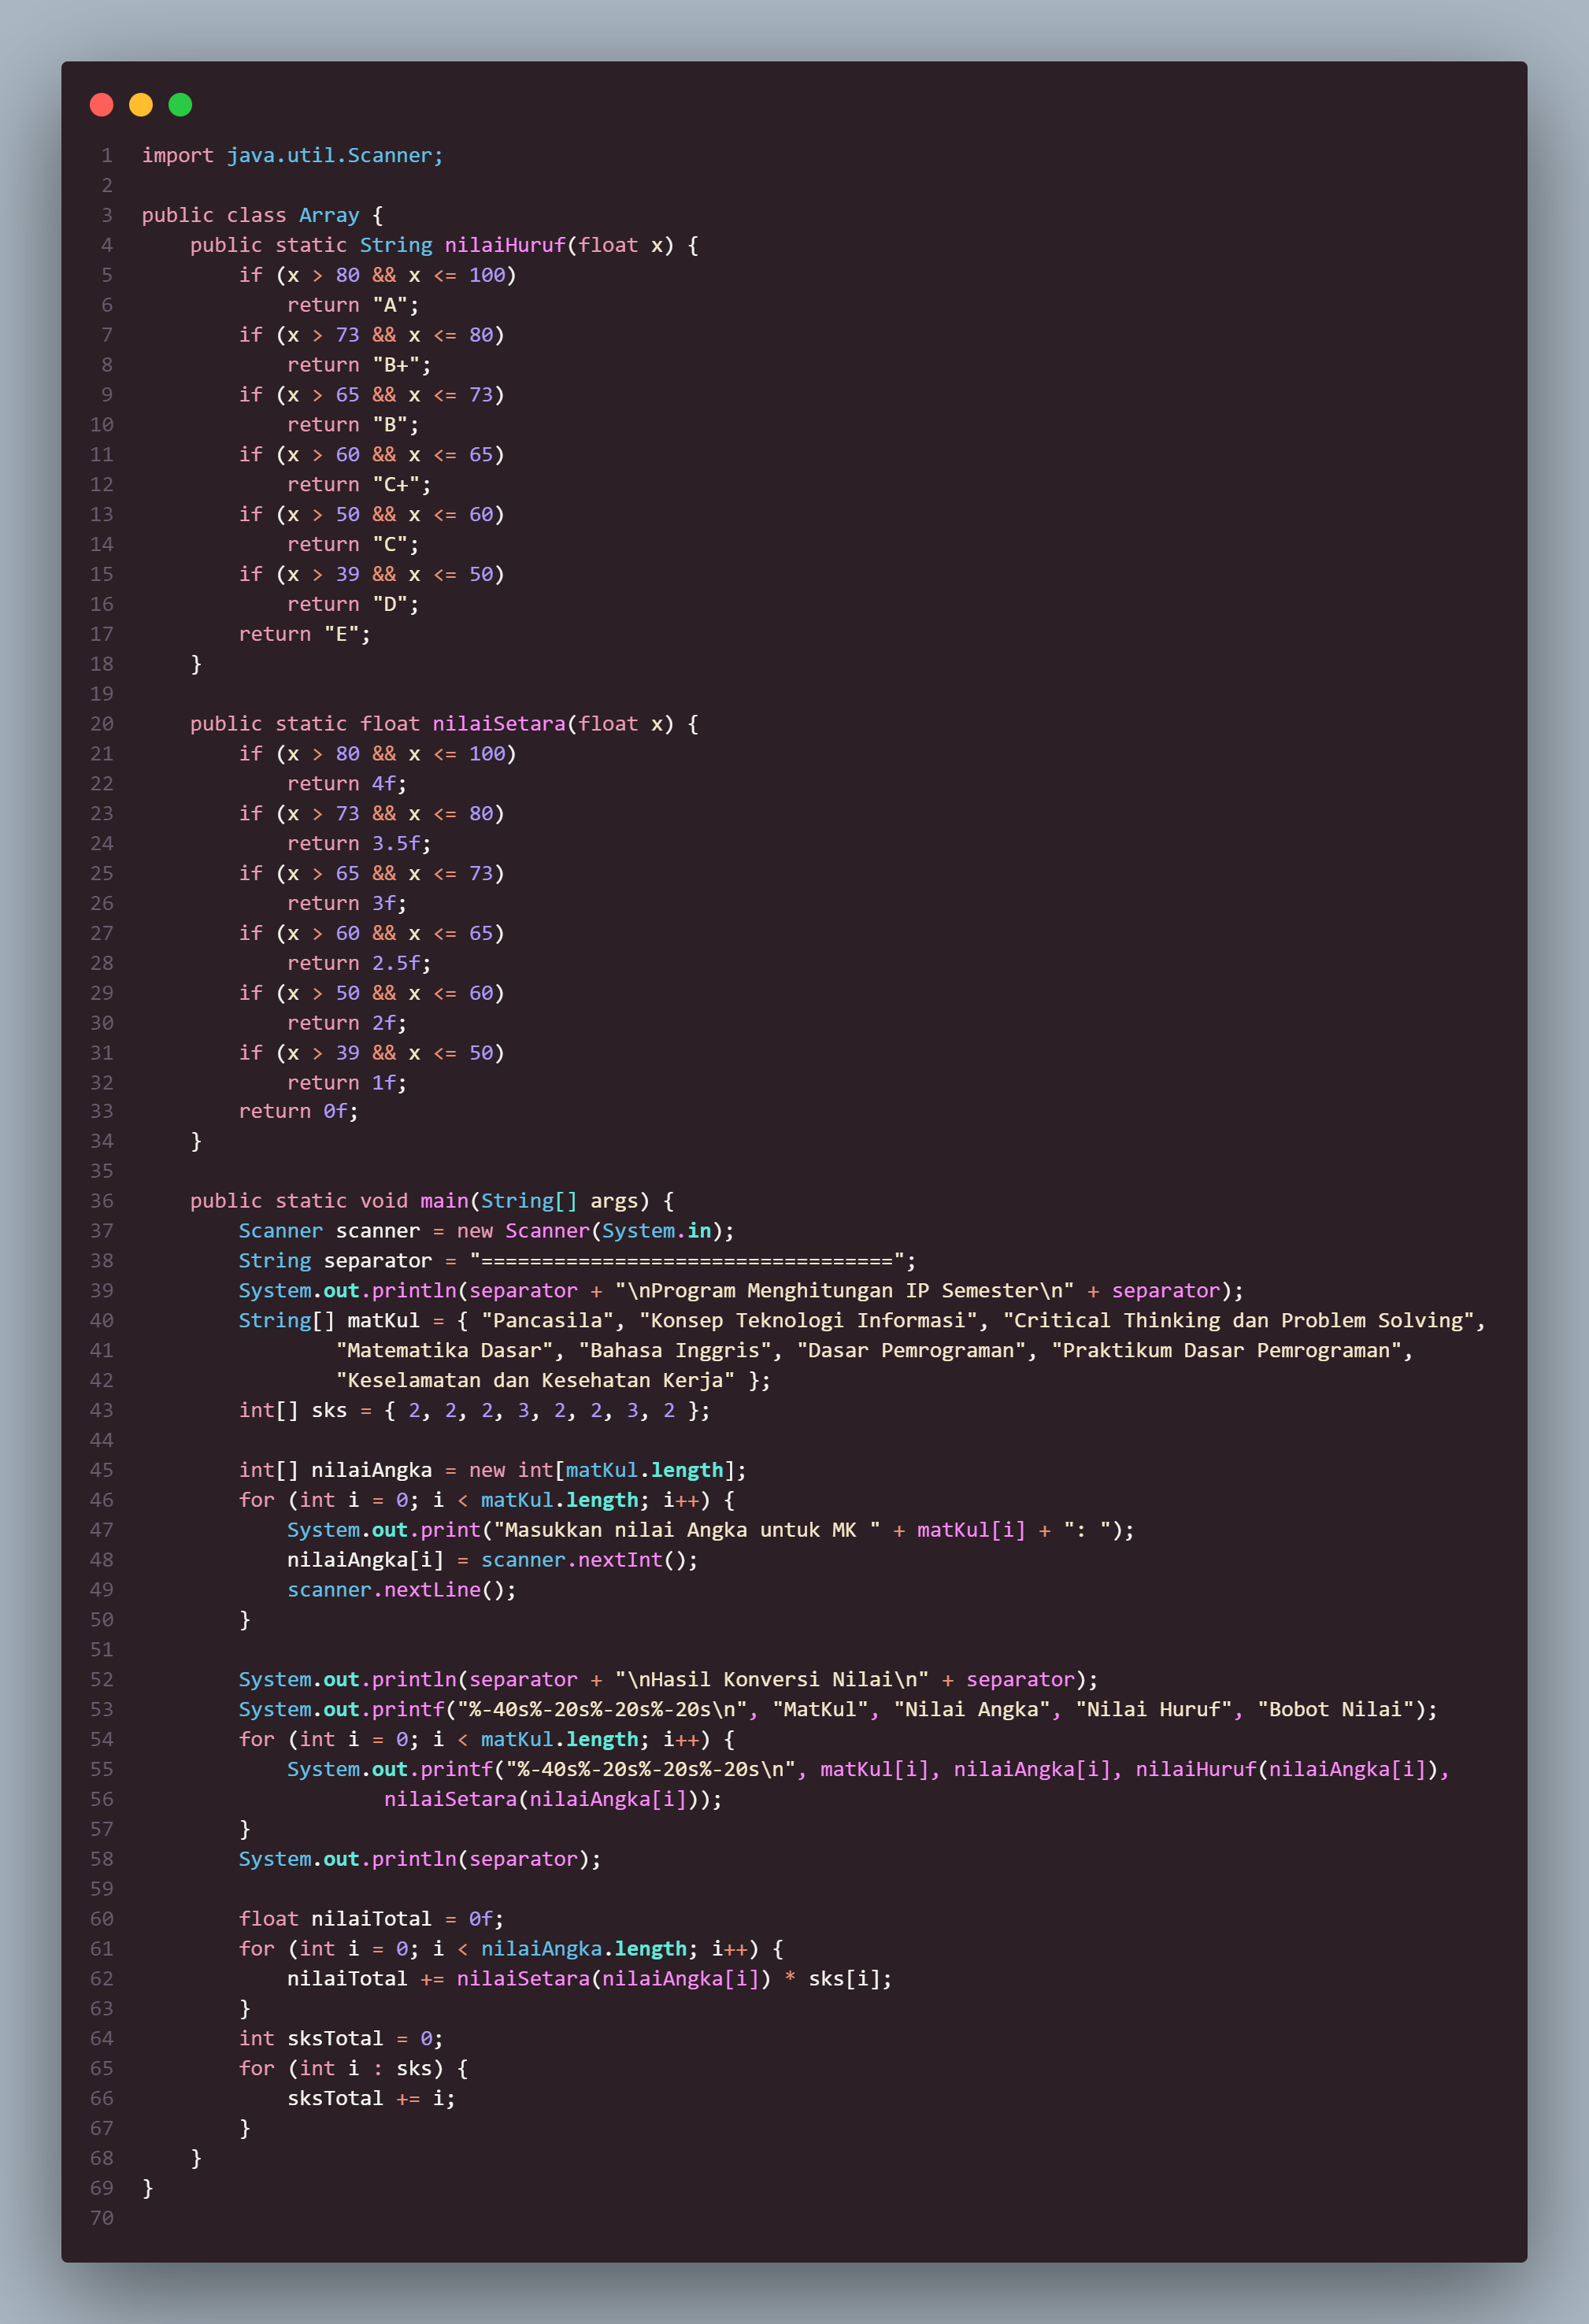 1 import java.util.Scanner;
2
3 public class Array {
4     public static String nilaiHuruf(float x) {
5         if (x > 80 && x <= 100)
6             return "A";
7         if (x > 73 && x <= 80)
8             return "B+";
9         if (x > 65 && x <= 73)
10             return "B";
11         if (x > 60 && x <= 65)
12             return "C+";
13         if (x > 50 && x <= 60)
14             return "C";
15         if (x > 39 && x <= 50)
16             return "D";
17         return "E";
18     }
19
20     public static float nilaiSetara(float x) {
21         if (x > 80 && x <= 100)
22             return 4f;
23         if (x > 73 && x <= 80)
24             return 3.5f;
25         if (x > 65 && x <= 73)
26             return 3f;
27         if (x > 60 && x <= 65)
28             return 2.5f;
29         if (x > 50 && x <= 60)
30             return 2f;
31         if (x > 39 && x <= 50)
32             return 1f;
33         return 0f;
34     }
35
36     public static void main(String[] args) {
37         Scanner scanner = new Scanner(System.in);
38         String separator = "==================================";
39         System.out.println(separator + "\nProgram Menghitungan IP Semester\n" + separator);
40         String[] matKul = { "Pancasila", "Konsep Teknologi Informasi", "Critical Thinking dan Problem Solving",
41                 "Matematika Dasar", "Bahasa Inggris", "Dasar Pemrograman", "Praktikum Dasar Pemrograman",
42                 "Keselamatan dan Kesehatan Kerja" };
43         int[] sks = { 2, 2, 2, 3, 2, 2, 3, 2 };
44
45         int[] nilaiAngka = new int[matKul.length];
46         for (int i = 0; i < matKul.length; i++) {
47             System.out.print("Masukkan nilai Angka untuk MK " + matKul[i] + ": ");
48             nilaiAngka[i] = scanner.nextInt();
49             scanner.nextLine();
50         }
51
52         System.out.println(separator + "\nHasil Konversi Nilai\n" + separator);
53         System.out.printf("%-40s%-20s%-20s%-20s\n", "MatKul", "Nilai Angka", "Nilai Huruf", "Bobot Nilai");
54         for (int i = 0; i < matKul.length; i++) {
55             System.out.printf("%-40s%-20s%-20s%-20s\n", matKul[i], nilaiAngka[i], nilaiHuruf(nilaiAngka[i]),
56                     nilaiSetara(nilaiAngka[i]));
57         }
58         System.out.println(separator);
59
60         float nilaiTotal = 0f;
61         for (int i = 0; i < nilaiAngka.length; i++) {
62             nilaiTotal += nilaiSetara(nilaiAngka[i]) * sks[i];
63         }
64         int sksTotal = 0;
65         for (int i : sks) {
66             sksTotal += i;
67         }
68     }
69 }
70